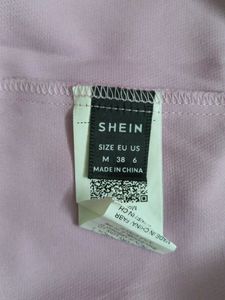 SHEIN
SIZE EU US
M 38 6
MADE IN CHINA